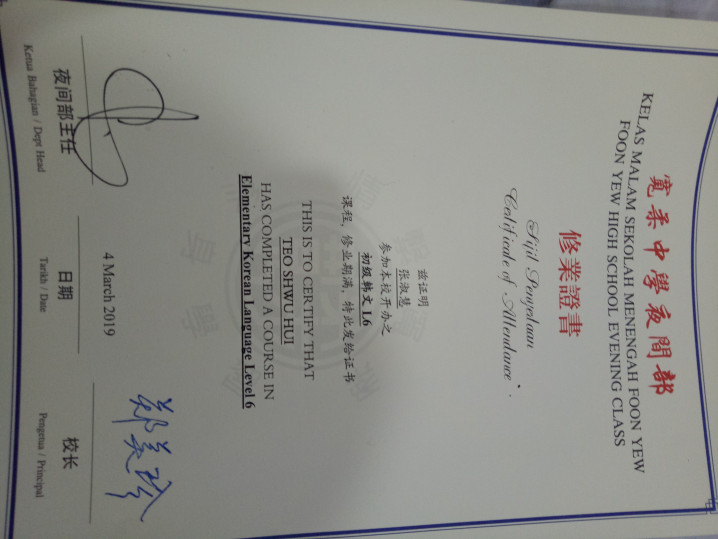 寬柔中學夜間部
KELAS MALAM SEKOLAH MENENGAH FOON YEW
FOON YEW HIGH SCHOOL EVENING CLASS
修業證書
Sijil Penyertaan
Certificate of Attendance
兹证明
张淑慧
参加本校开办之
初级韩文 L6
课程，修业期满，特此发给证书
THIS IS TO CERTIFY THAT
TEO SHWU HUI
HAS COMPLETED A COURSE IN
Elementary Korean Language Level 6
4 March 2019
郑美珍
夜间部主任
Ketua Bahagian / Dept Head
日期
Tarikh / Date
校长
Pengetua / Principal